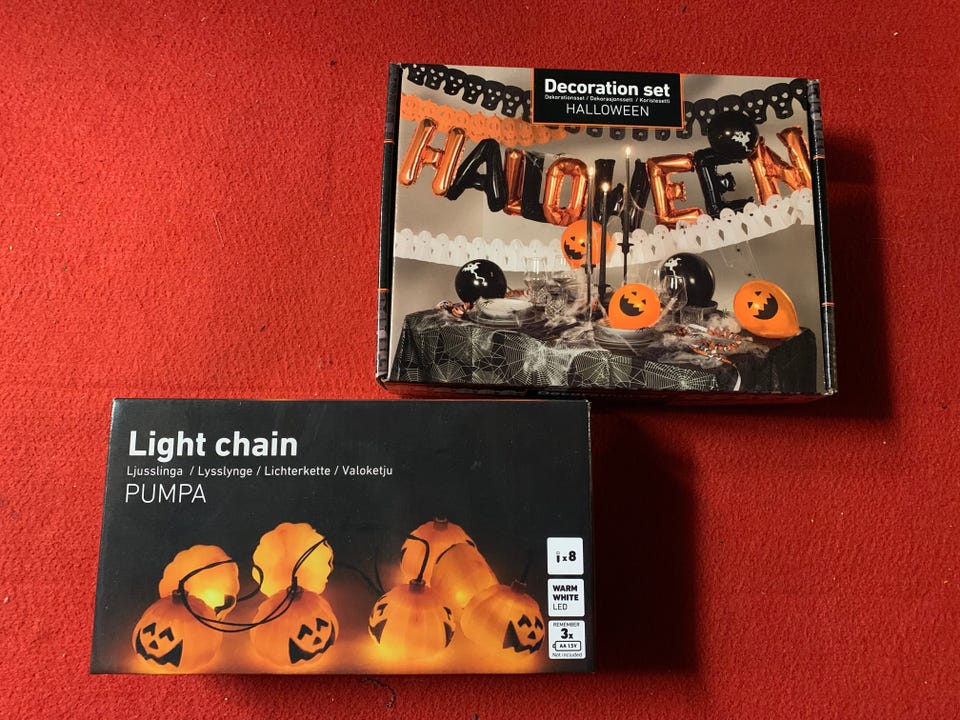 Decoration set
Dekorationsset / Dekorasjonssett / Koristesetti
HALLOWEEN
HALLOWEEN
Light chain
Ljusslinga / Lysslynge / Lichterkette / Valoketju
PUMPA
x8
WARM
WHITE
LED
REMEMBER
3x
AA 1.5V
Not included